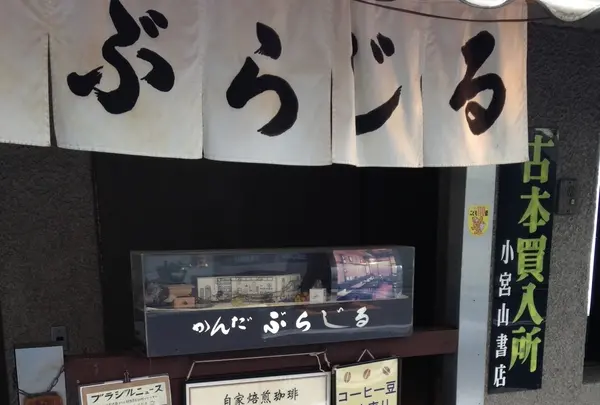 ぶらじる
古本買入所
小宮山書店
かんだ ぶらじる
ブラジルニュース
自家焙煎珈琲
コーヒー豆